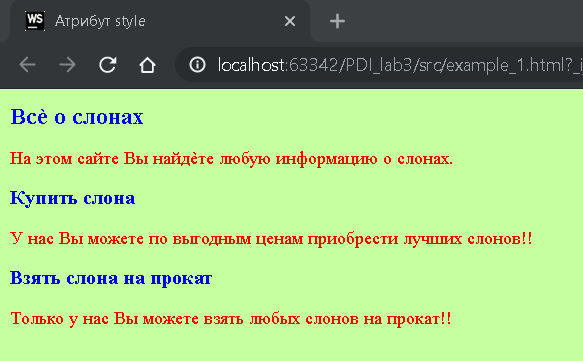 WS Атрибут style
localhost:63342/PDI_lab3/src/example_1.html?_i
Всѐ о слонах
На этом сайте Вы найдѐте любую информацию о слонах.
Купить слона
У нас Вы можете по выгодным ценам приобрести лучших слонов!!
Взять слона на прокат
Только у нас Вы можете взять любых слонов на прокат!!